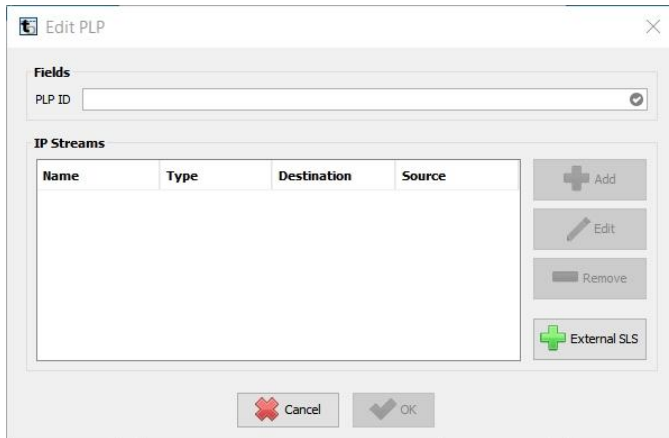 Edit PLP
Fields
PLP ID
IP Streams
Name Type Destination Source
Add
Edit
Remove
External SLS
Cancel OK